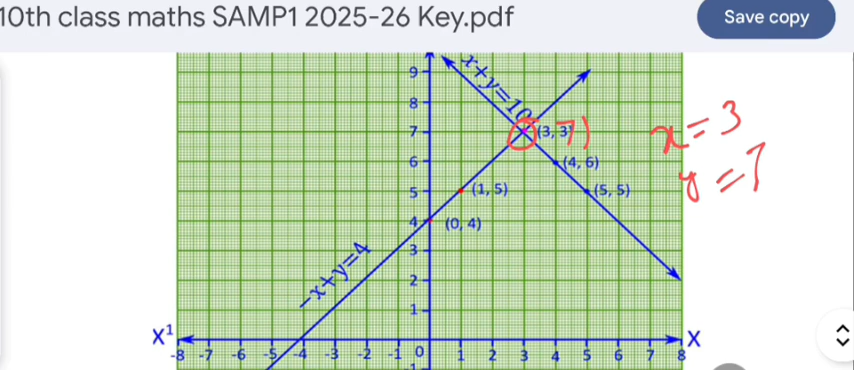 10th class maths SAMP1 2025-26 Key.pdf
Save copy
x+y=10
9
8
7
(3, 3
7)
x=3
6
(4, 6)
y=7
5
(1, 5)
(5, 5)
4
(0, 4)
-x+y=4
3
2
1
X¹
X
-8 -7 -6 -5 -4 -3 -2 -1 0 1 2 3 4 5 6 7 8